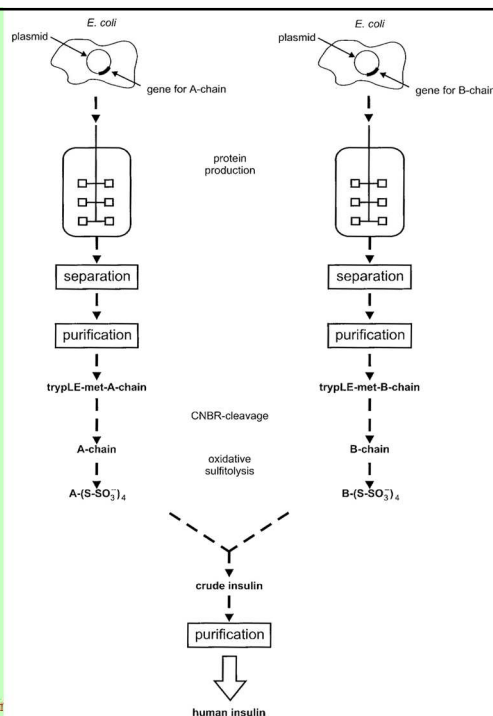 E. coli
E. coli
plasmid
plasmid
gene for A-chain
gene for B-chain
protein
production
separation
separation
purification
purification
trypLE-met-A-chain
trypLE-met-B-chain
CNBR-cleavage
A-chain
B-chain
oxidative
sulfitolysis
A-(S-SO₃⁻)₄
B-(S-SO₃⁻)₄
crude insulin
purification
human insulin